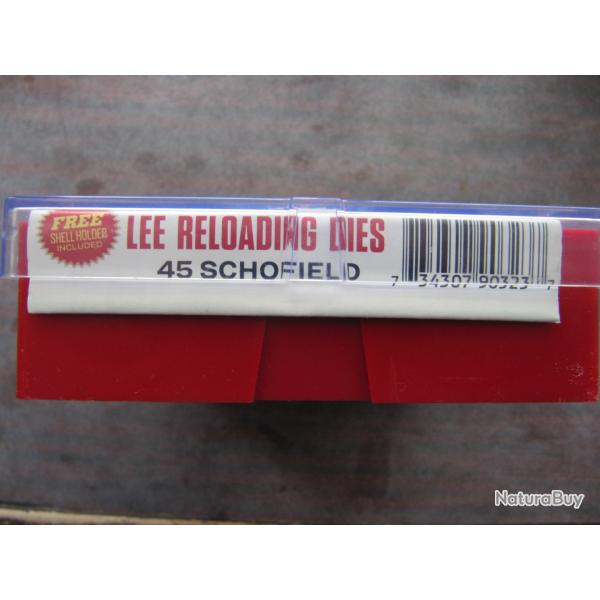 FREE
SHELL HOLDER
INCLUDED
LEE RELOADING DIES
45 SCHOFIELD
7 34307 90323 7
NaturaBuy